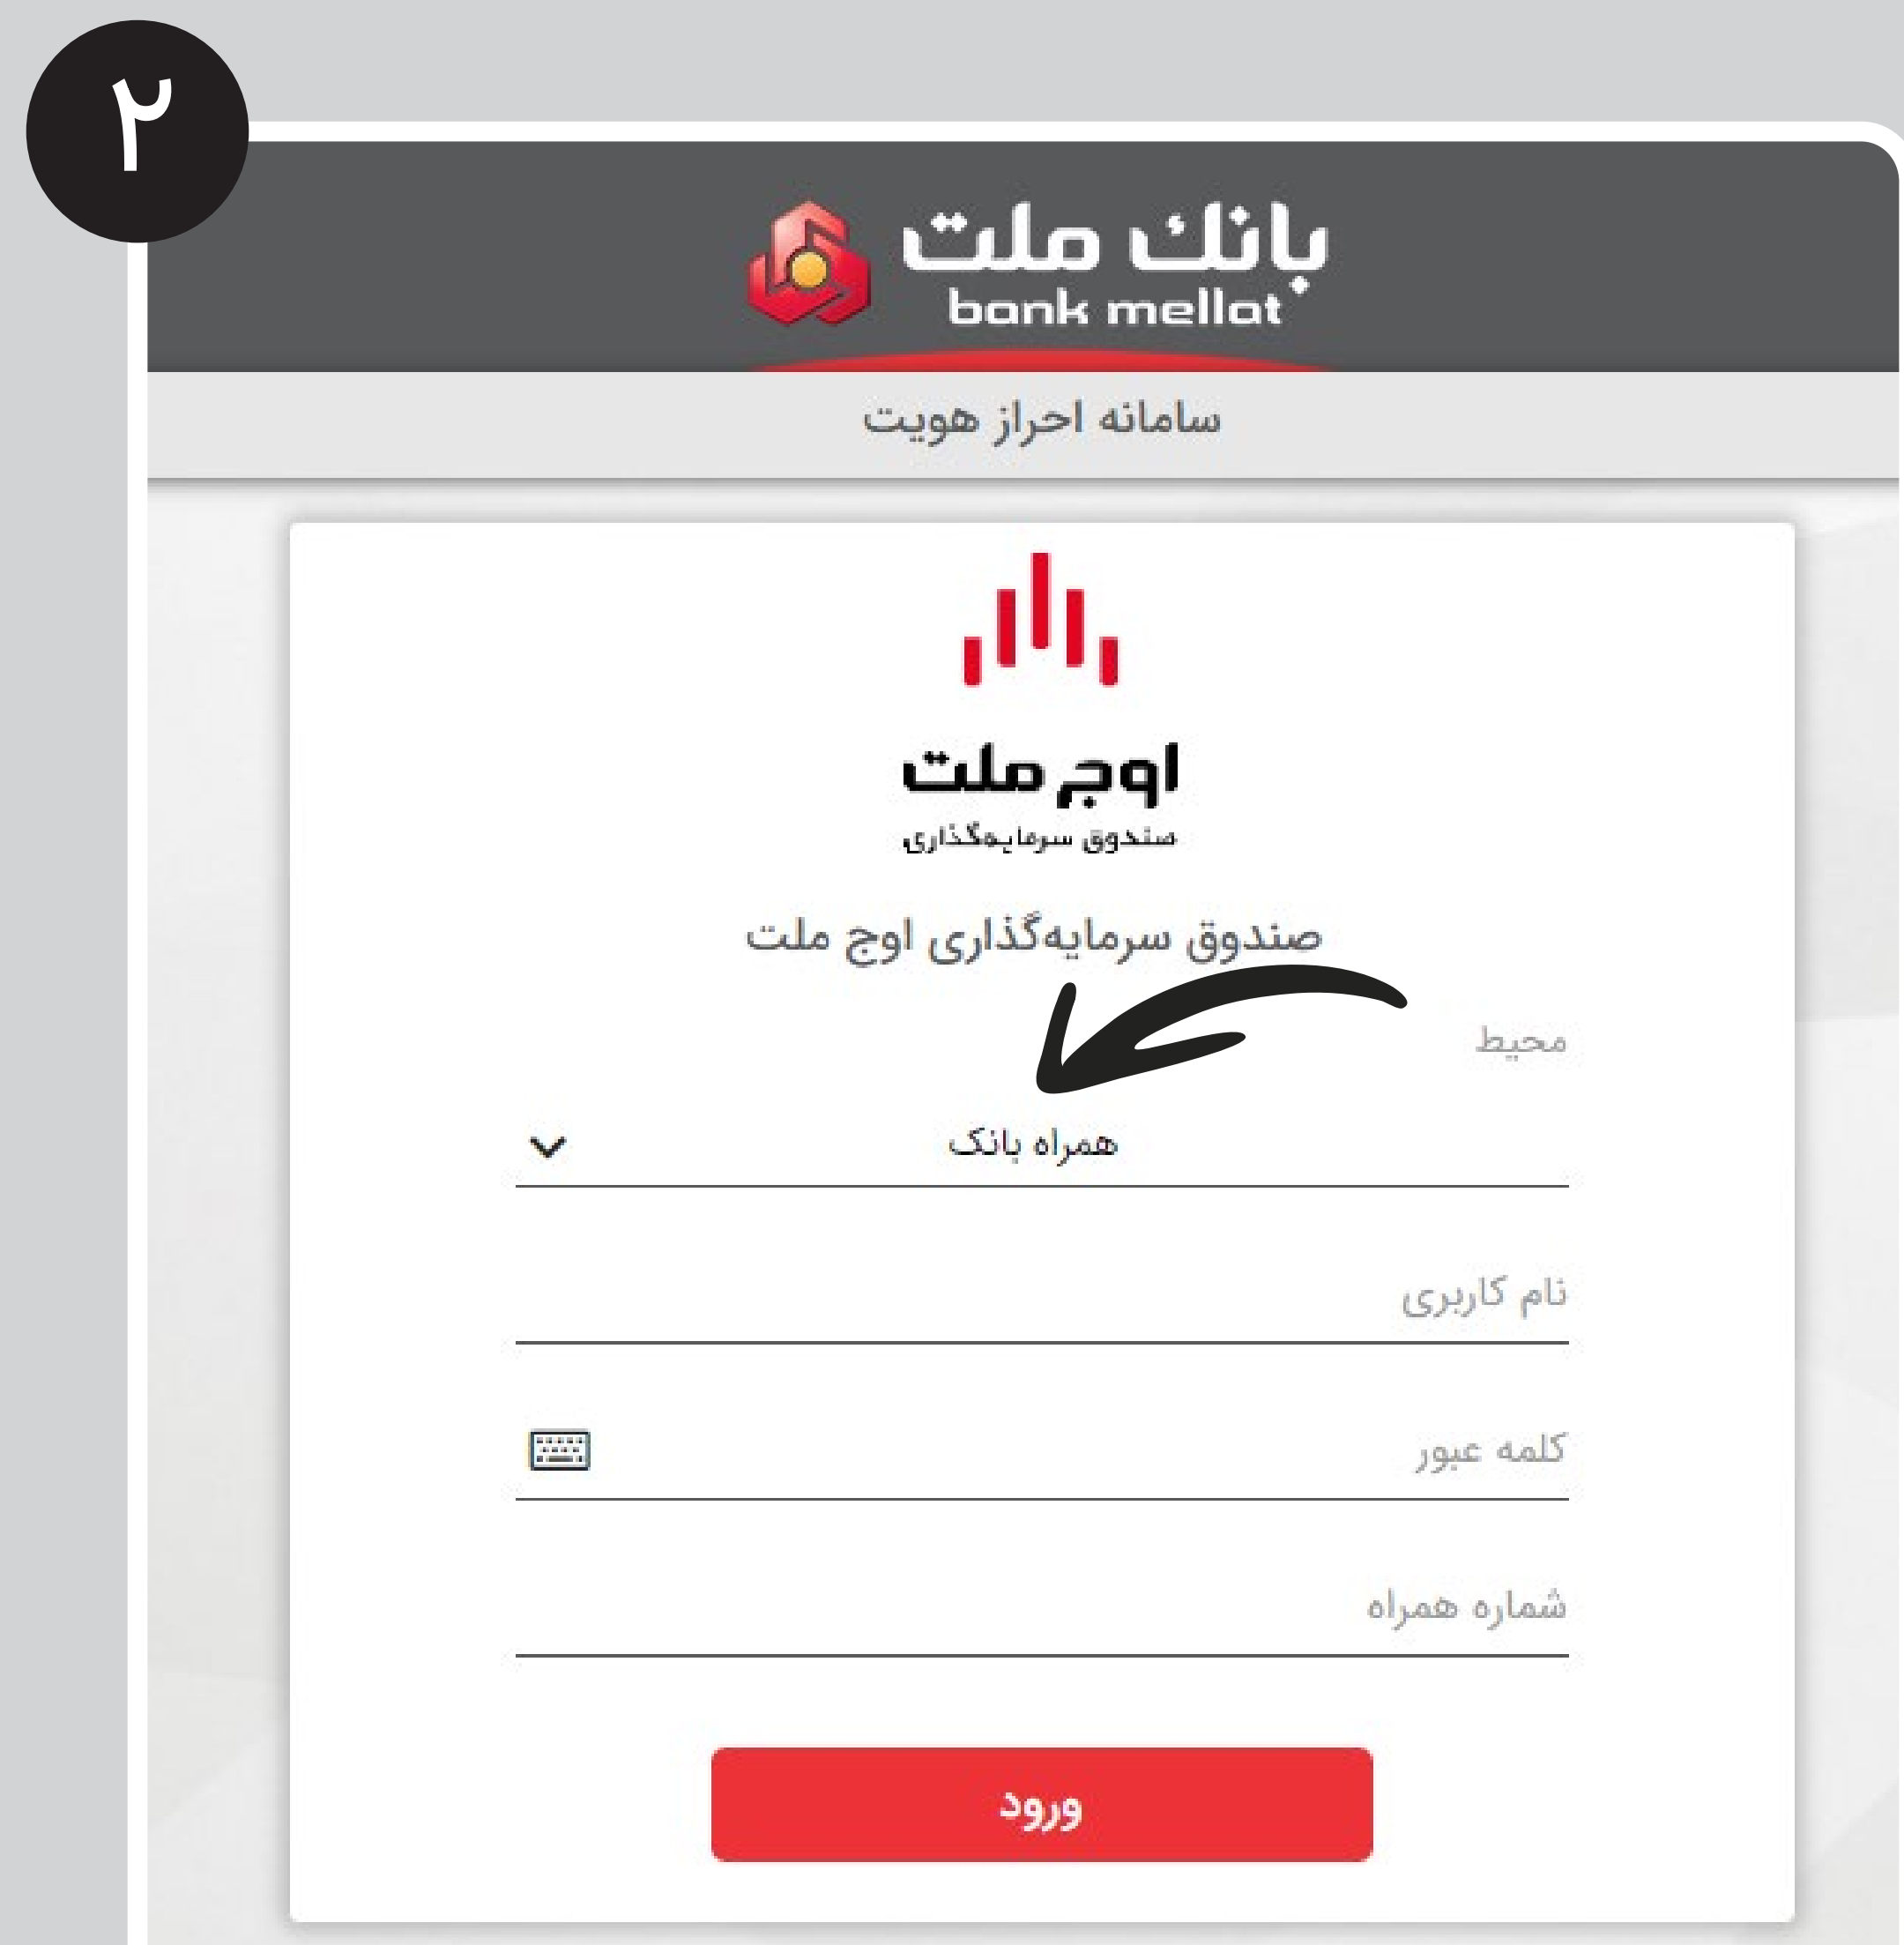 ۲
بانك ملت
bank mellat
سامانه احراز هویت
اوج ملت
صندوق سرمایه‌گذاری
صندوق سرمایه‌گذاری اوج ملت
محیط
همراه بانک
نام کاربری
کلمه عبور
شماره همراه
ورود